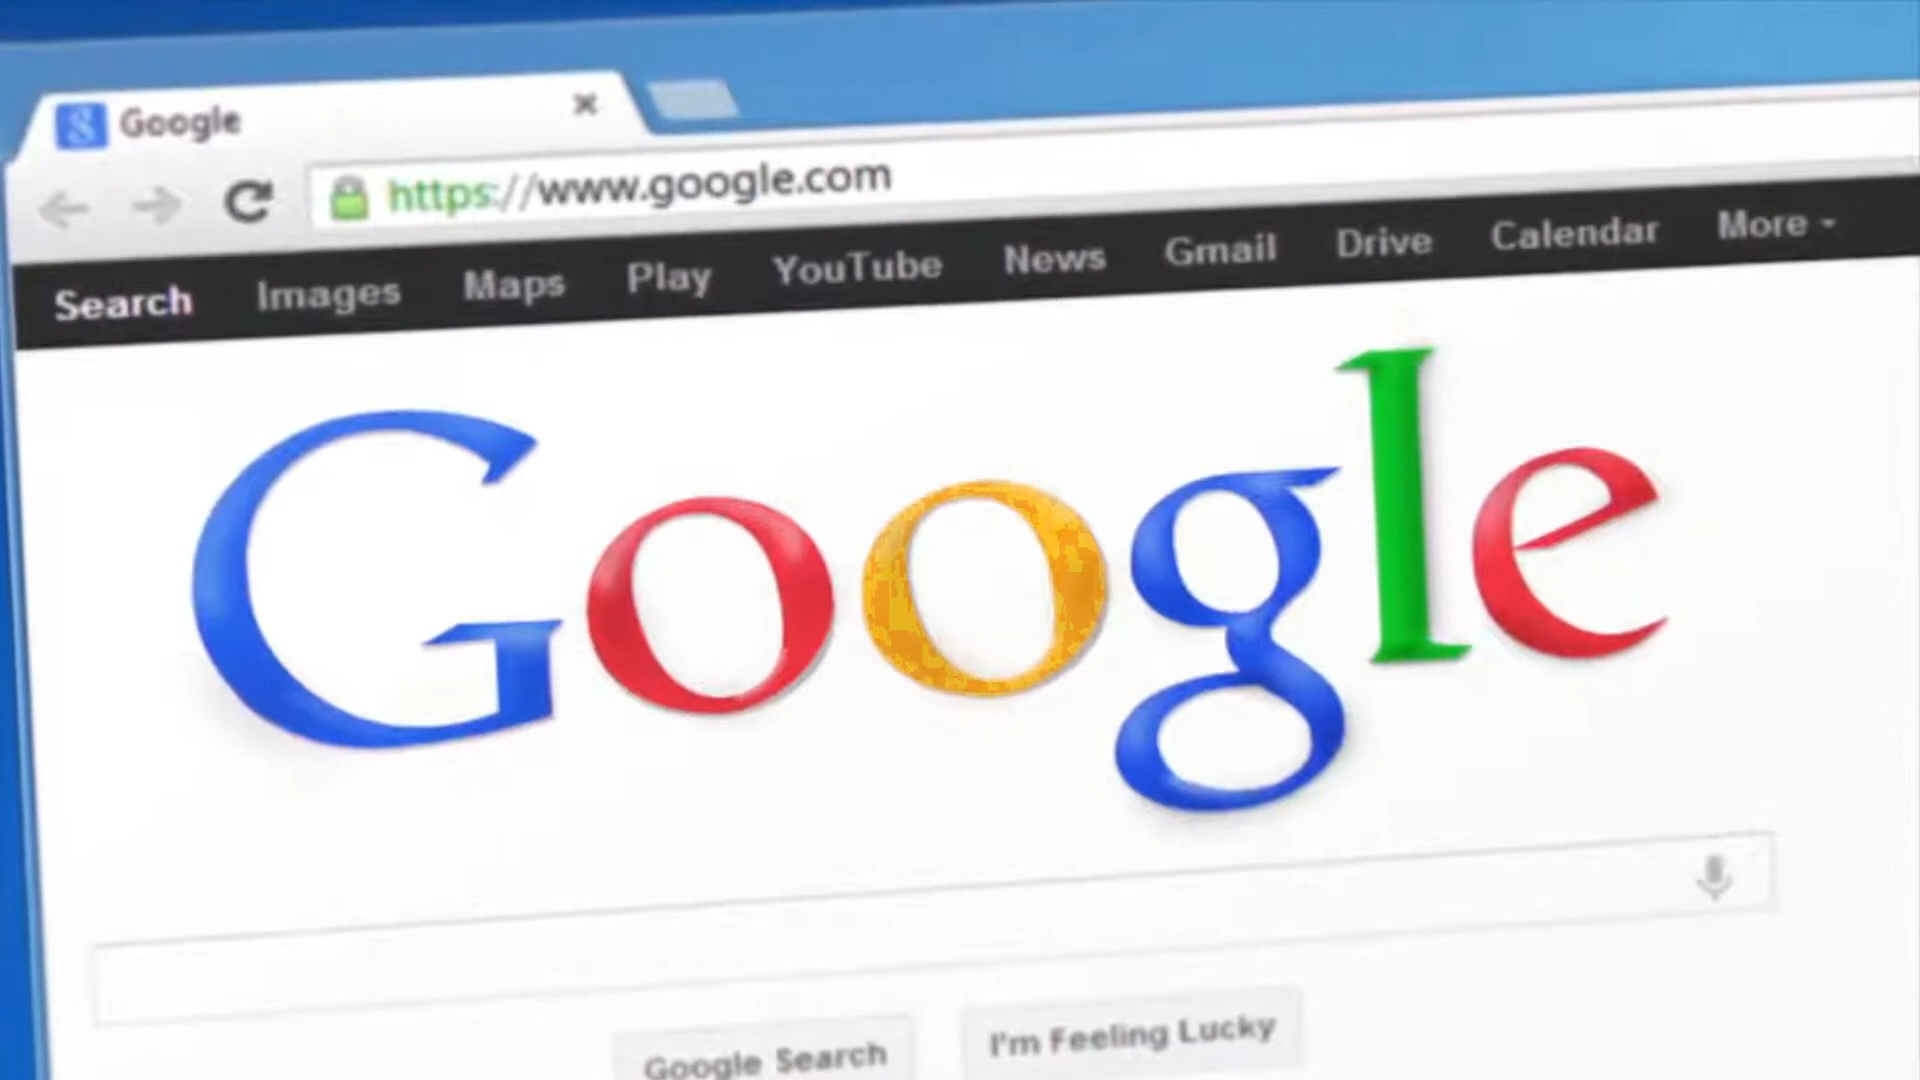 Google
https://www.google.com
Search Images Maps Play YouTube News Gmail Drive Calendar More
Google
Google Search
I'm Feeling Lucky